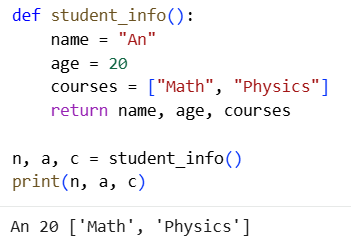 def student_info():
    name = "An"
    age = 20
    courses = ["Math", "Physics"]
    return name, age, courses

n, a, c = student_info()
print(n, a, c)
An 20 ['Math', 'Physics']